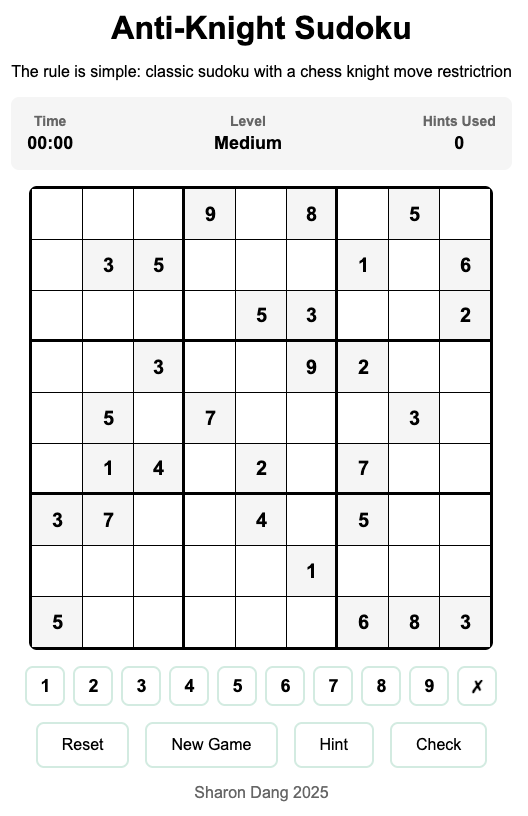 Anti-Knight Sudoku
The rule is simple: classic sudoku with a chess knight move restrictrion
Time Level Hints Used
00:00 Medium 0
9 8 5
3 5 1 6
5 3 2
3 9 2
5 7 3
1 4 2 7
3 7 4 5
1
5 6 8 3
1 2 3 4 5 6 7 8 9 ✗
Reset New Game Hint Check
Sharon Dang 2025